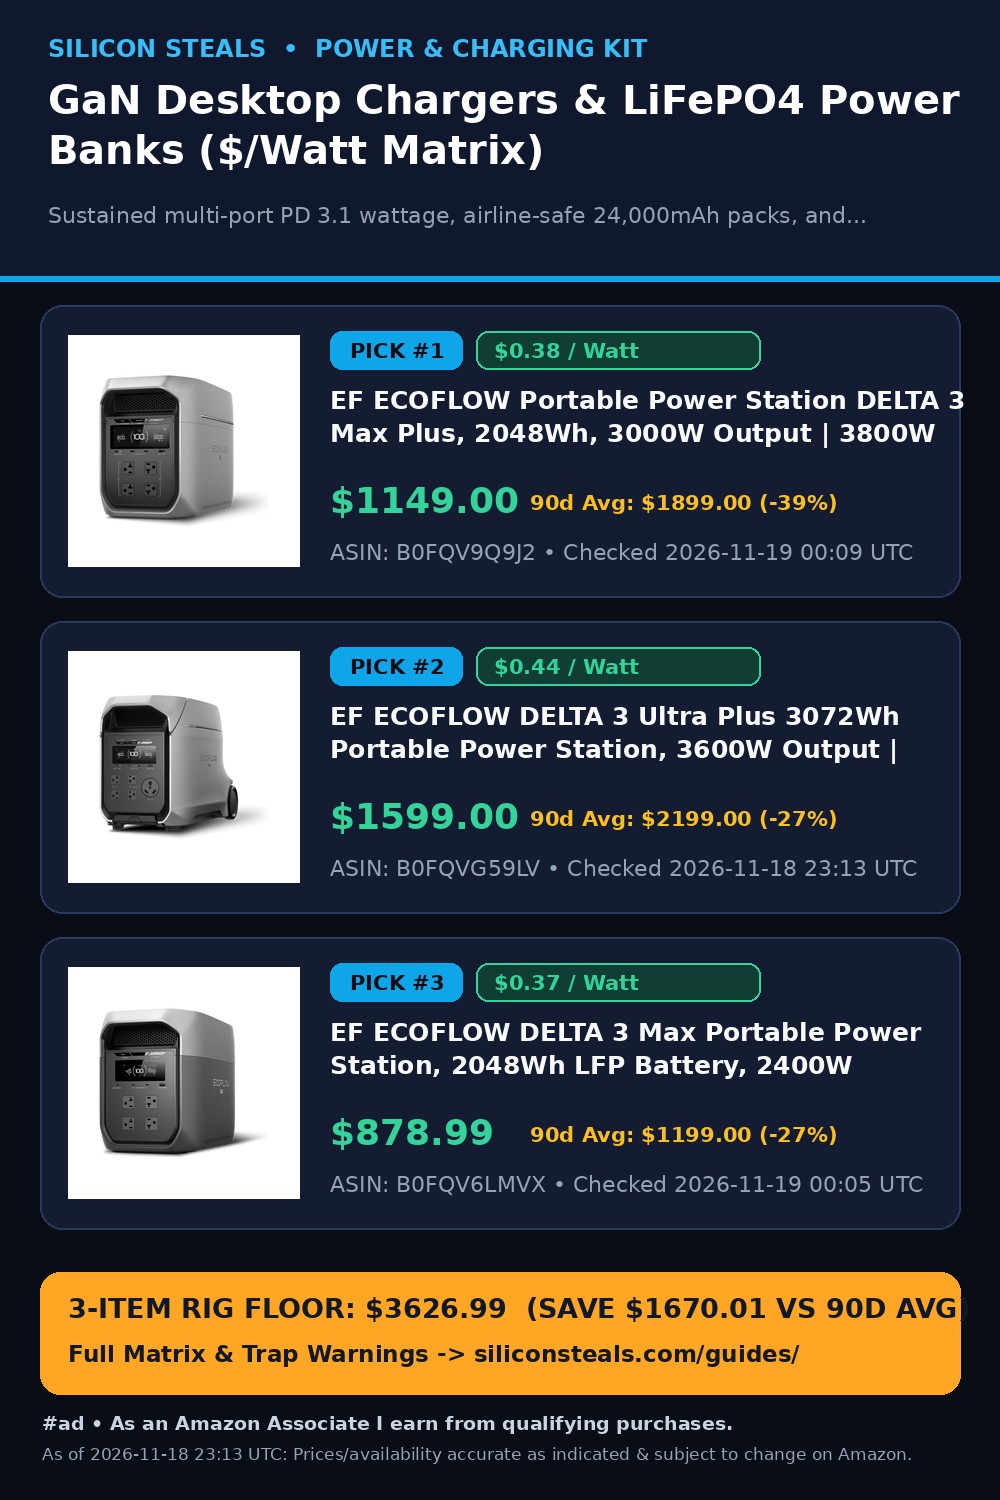 SILICON STEALS • POWER & CHARGING KIT
GaN Desktop Chargers & LiFePO4 Power
Banks ($/Watt Matrix)
Sustained multi-port PD 3.1 wattage, airline-safe 24,000mAh packs, and...
PICK #1 $0.38 / Watt
EF ECOFLOW Portable Power Station DELTA 3
Max Plus, 2048Wh, 3000W Output | 3800W
$1149.00 90d Avg: $1899.00 (-39%)
ASIN: B0FQV9Q9J2 • Checked 2026-11-19 00:09 UTC
PICK #2 $0.44 / Watt
EF ECOFLOW DELTA 3 Ultra Plus 3072Wh
Portable Power Station, 3600W Output |
$1599.00 90d Avg: $2199.00 (-27%)
ASIN: B0FQVG59LV • Checked 2026-11-18 23:13 UTC
PICK #3 $0.37 / Watt
EF ECOFLOW DELTA 3 Max Portable Power
Station, 2048Wh LFP Battery, 2400W
$878.99 90d Avg: $1199.00 (-27%)
ASIN: B0FQV6LMVX • Checked 2026-11-19 00:05 UTC
3-ITEM RIG FLOOR: $3626.99 (SAVE $1670.01 VS 90D AVG)
Full Matrix & Trap Warnings -> siliconsteals.com/guides/
#ad • As an Amazon Associate I earn from qualifying purchases.
As of 2026-11-18 23:13 UTC: Prices/availability accurate as indicated & subject to change on Amazon.